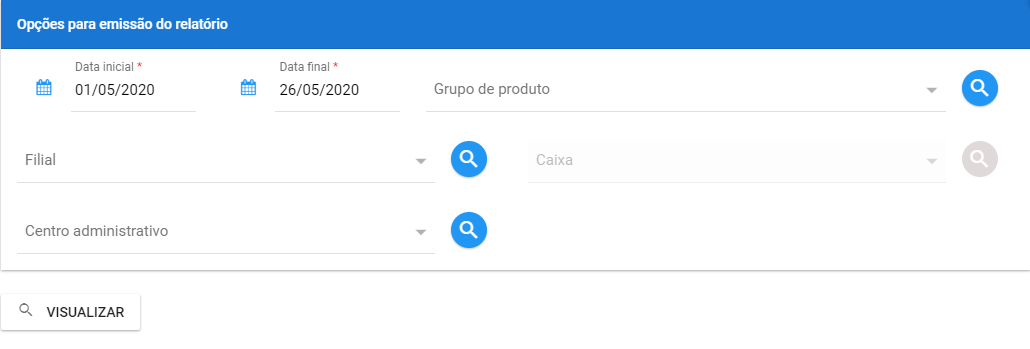 Opções para emissão do relatório
Data inicial *
Data final *
01/05/2020
26/05/2020
Grupo de produto
Filial
Caixa
Centro administrativo
VISUALIZAR